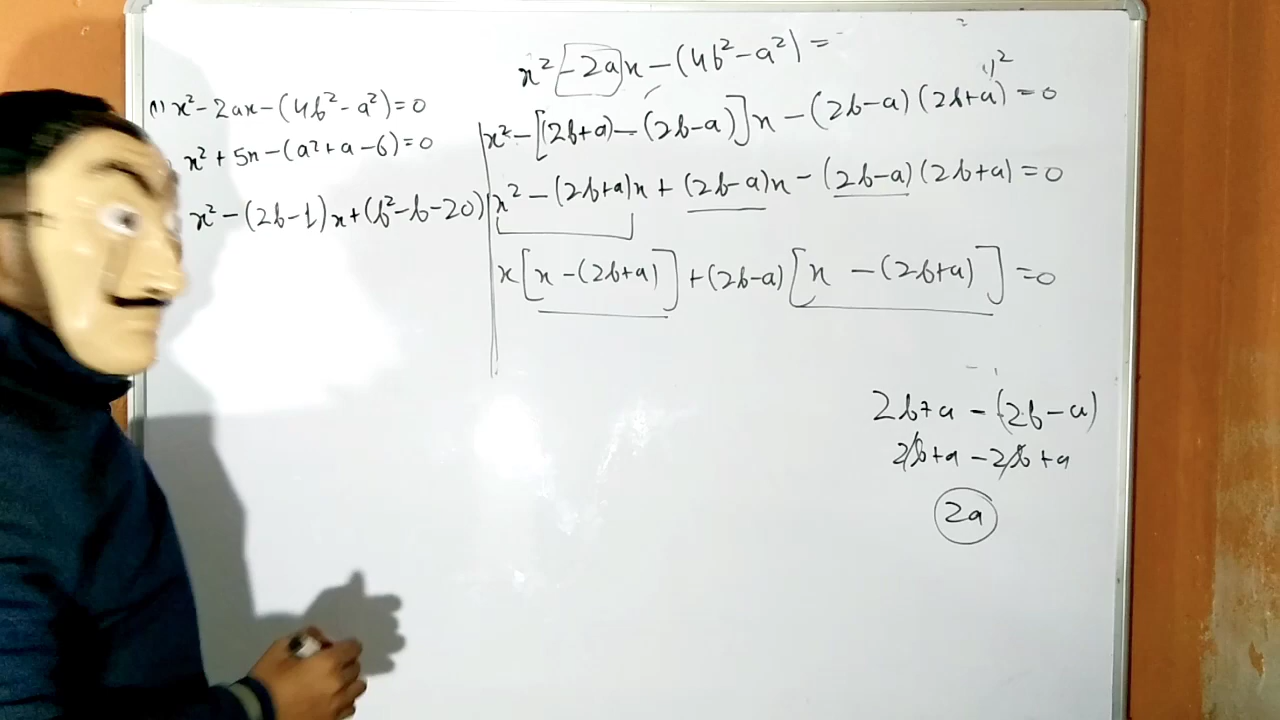 (1) x² - 2ax - (4b² - a²) = 0
x² + 5x - (a² + a - 6) = 0
x² - (2b - 1)x + (b² - b - 20)
x² - 2ax - (4b² - a²) =
x² - [(2b+a) - (2b-a)]x - (2b-a)(2b+a) = 0
x² - (2b+a)x + (2b-a)x - (2b-a)(2b+a) = 0
x[x - (2b+a)] + (2b-a)[x - (2b+a)] = 0
2b+a - (2b-a)
2b+a - 2b+a
2a